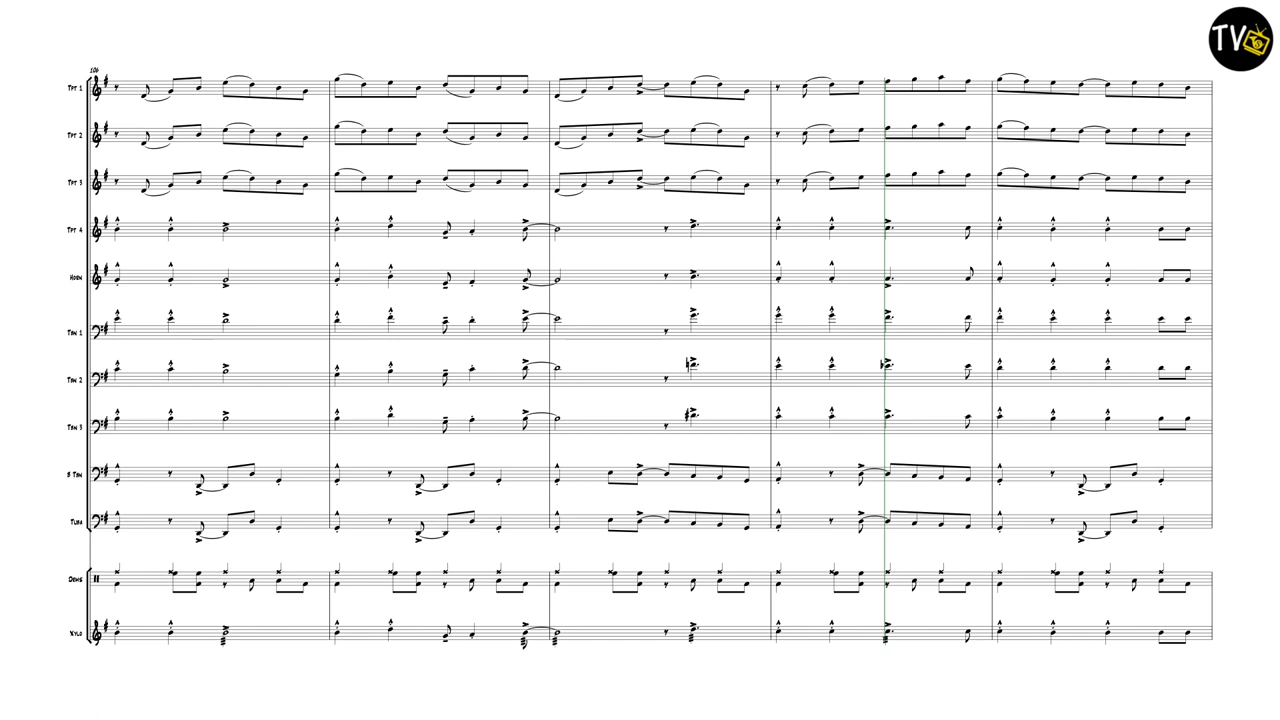 TV
106
Tpt 1
Tpt 2
Tpt 3
Tpt 4
Horn
Tbn 1
Tbn 2
Tbn 3
B Tbn
Tuba
Drms
Xylo